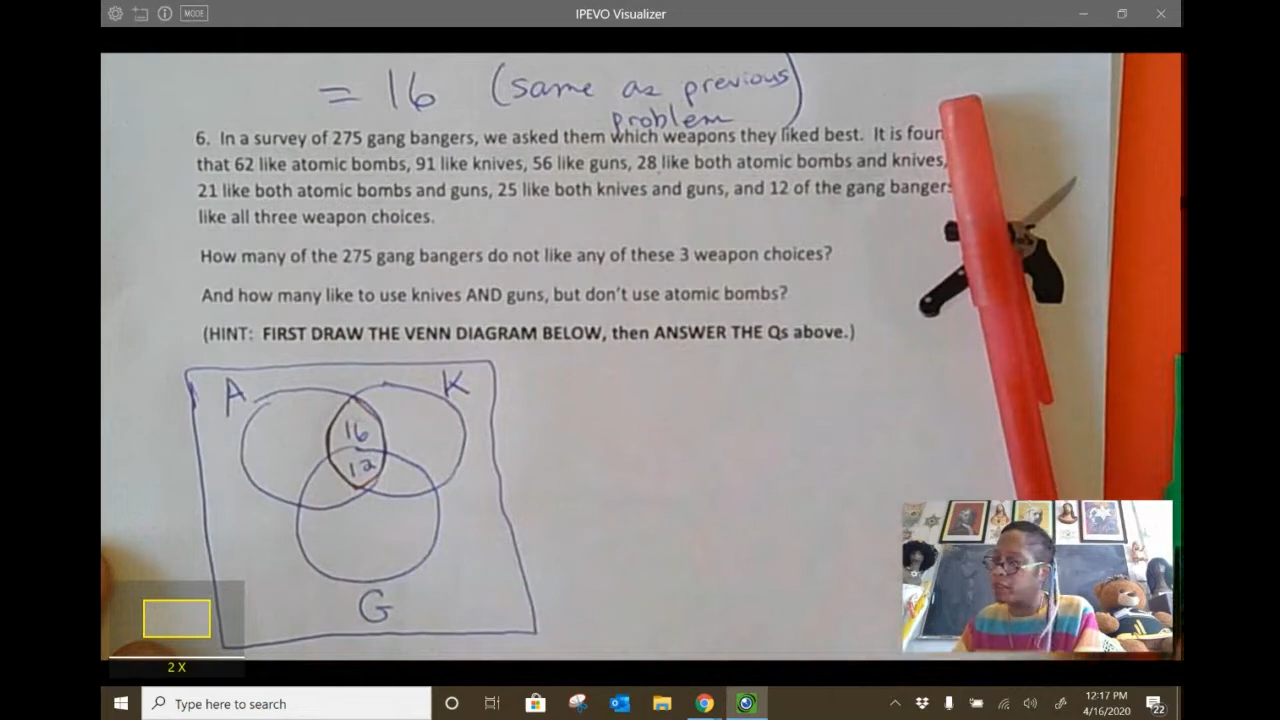 MODE
IPEVO Visualizer
= 16 (same as previous
problem)
6. In a survey of 275 gang bangers, we asked them which weapons they liked best. It is foun
that 62 like atomic bombs, 91 like knives, 56 like guns, 28 like both atomic bombs and knives,
21 like both atomic bombs and guns, 25 like both knives and guns, and 12 of the gang bangers
like all three weapon choices.
How many of the 275 gang bangers do not like any of these 3 weapon choices?
And how many like to use knives AND guns, but don't use atomic bombs?
(HINT: FIRST DRAW THE VENN DIAGRAM BELOW, then ANSWER THE Qs above.)
A K
16
12
G
2 X
Type here to search
12:17 PM
4/16/2020
22